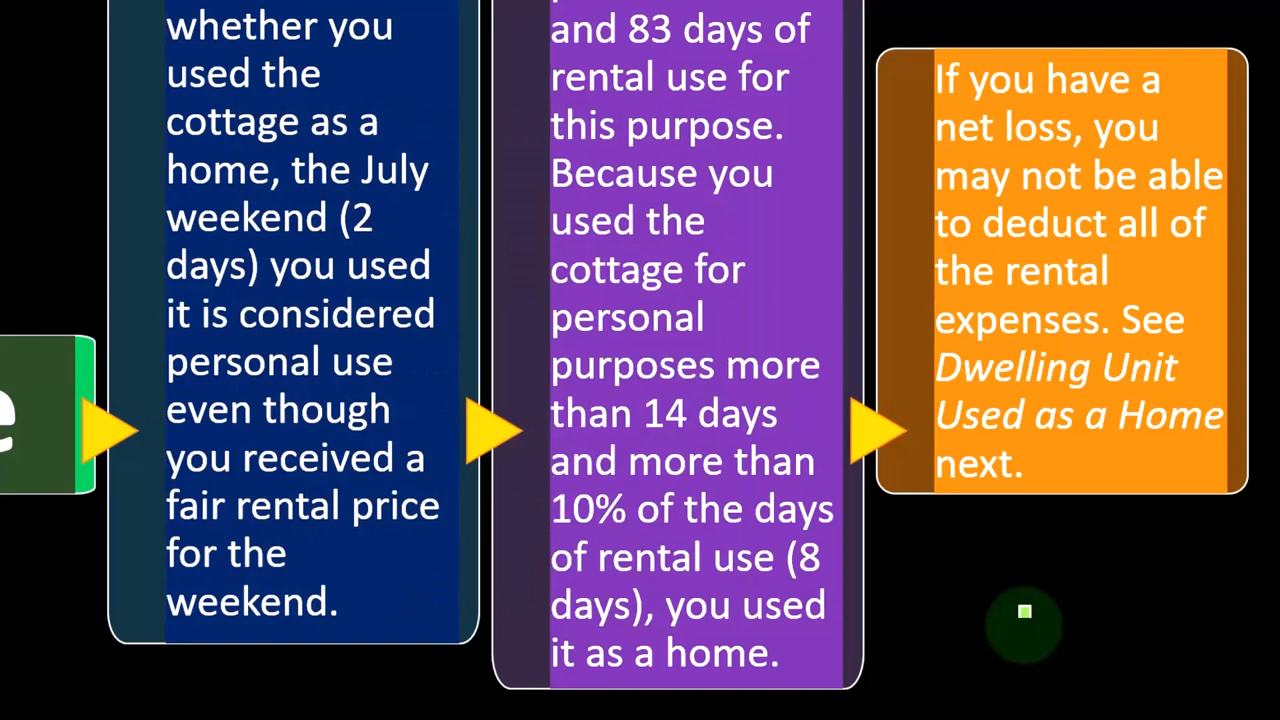 e
whether you
used the
cottage as a
home, the July
weekend (2
days) you used
it is considered
personal use
even though
you received a
fair rental price
for the
weekend.
and 83 days of
rental use for
this purpose.
Because you
used the
cottage for
personal
purposes more
than 14 days
and more than
10% of the days
of rental use (8
days), you used
it as a home.
If you have a
net loss, you
may not be able
to deduct all of
the rental
expenses. See
Dwelling Unit
Used as a Home
next.